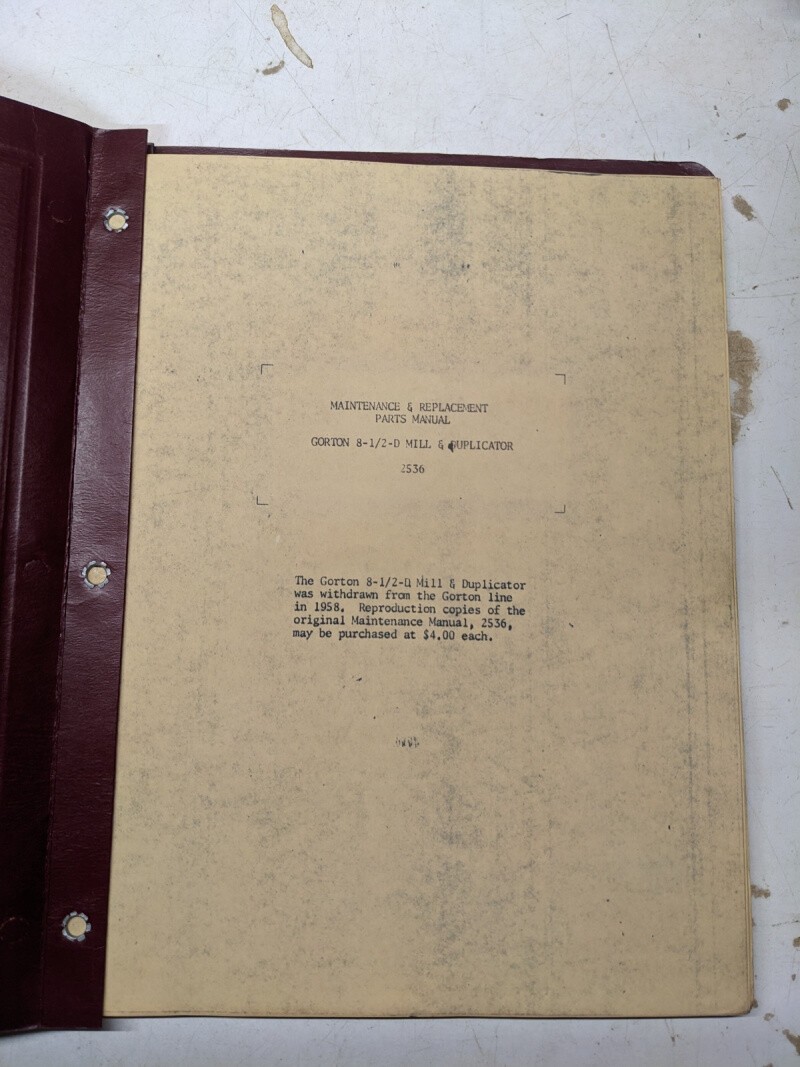 MAINTENANCE & REPLACEMENT
PARTS MANUAL
GORTON 8-1/2-D MILL & DUPLICATOR
2536
The Gorton 8-1/2-D Mill & Duplicator
was withdrawn from the Gorton line
in 1958. Reproduction copies of the
original Maintenance Manual, 2536,
may be purchased at $4.00 each.